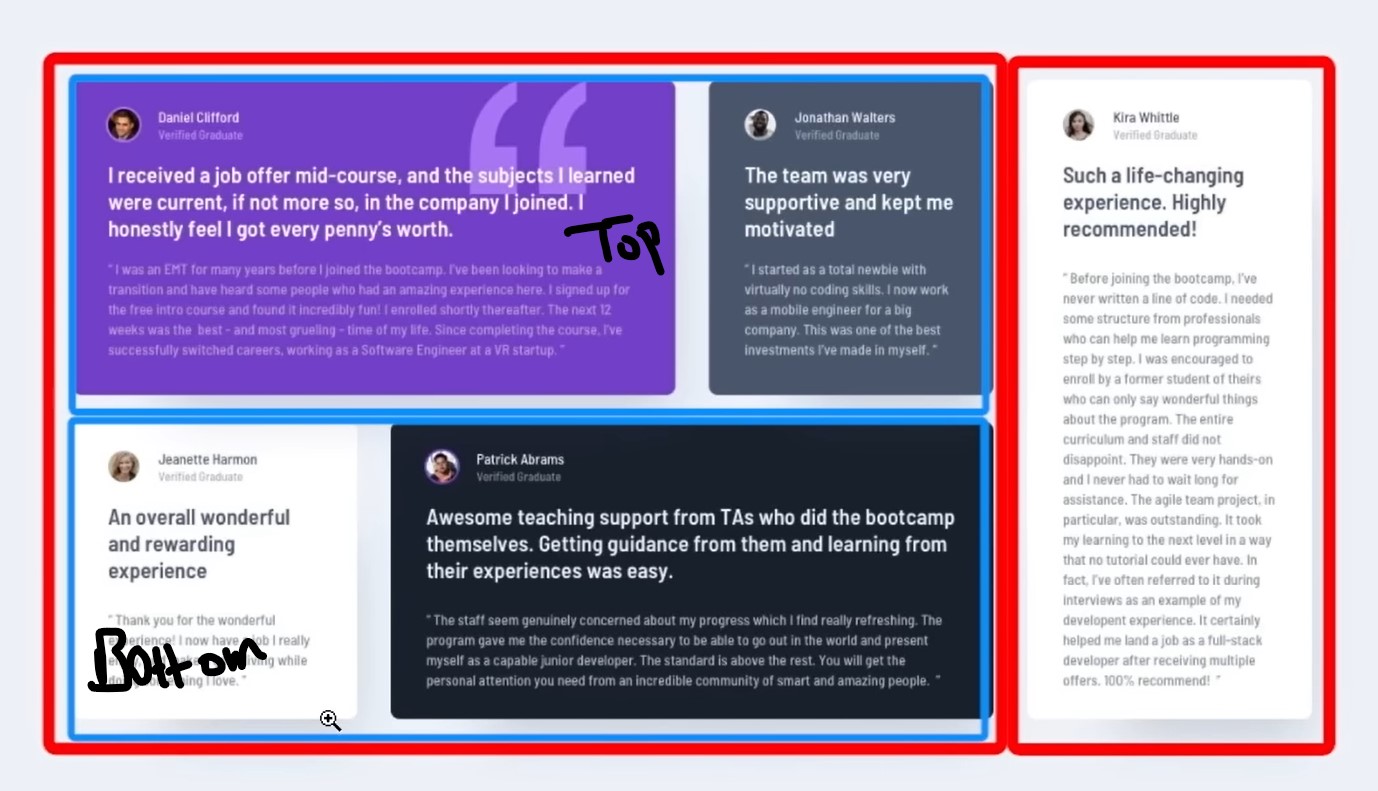 Daniel Clifford
Verified Graduate
I received a job offer mid-course, and the subjects I learned
were current, if not more so, in the company I joined. I
honestly feel I got every penny’s worth.
Top
“ I was an EMT for many years before I joined the bootcamp. I’ve been looking to make a
transition and have heard some people who had an amazing experience here. I signed up for
the free intro course and found it incredibly fun! I enrolled shortly thereafter. The next 12
weeks was the best - and most grueling - time of my life. Since completing the course, I’ve
successfully switched careers, working as a Software Engineer at a VR startup. ”
Jonathan Walters
Verified Graduate
The team was very
supportive and kept me
motivated
“ I started as a total newbie with
virtually no coding skills. I now work
as a mobile engineer for a big
company. This was one of the best
investments I’ve made in myself. ”
Kira Whittle
Verified Graduate
Such a life-changing
experience. Highly
recommended!
“ Before joining the bootcamp, I’ve
never written a line of code. I needed
some structure from professionals
who can help me learn programming
step by step. I was encouraged to
enroll by a former student of theirs
who can only say wonderful things
about the program. The entire
curriculum and staff did not
disappoint. They were very hands-on
and I never had to wait long for
assistance. The agile team project, in
particular, was outstanding. It took
my learning to the next level in a way
that no tutorial could ever have. In
fact, I’ve often referred to it during
interviews as an example of my
developent experience. It certainly
helped me land a job as a full-stack
developer after receiving multiple
offers. 100% recommend! ”
Jeanette Harmon
Verified Graduate
An overall wonderful
and rewarding
experience
“ Thank you for the wonderful
experience! I now have a job I really
while
I love. ”
Bottom
Patrick Abrams
Verified Graduate
Awesome teaching support from TAs who did the bootcamp
themselves. Getting guidance from them and learning from
their experiences was easy.
“ The staff seem genuinely concerned about my progress which I find really refreshing. The
program gave me the confidence necessary to be able to go out in the world and present
myself as a capable junior developer. The standard is above the rest. You will get the
personal attention you need from an incredible community of smart and amazing people. ”